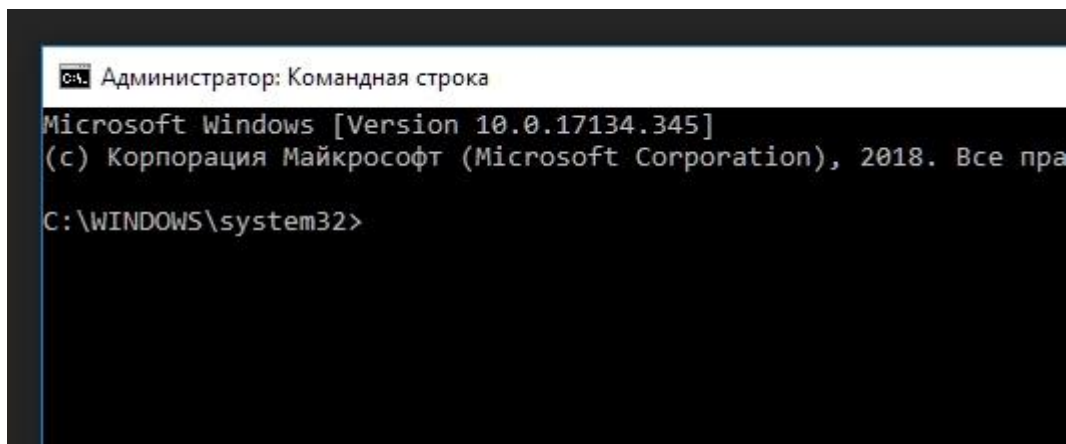 Администратор: Командная строка
Microsoft Windows [Version 10.0.17134.345]
(c) Корпорация Майкрософт (Microsoft Corporation), 2018. Все пра
C:\WINDOWS\system32>